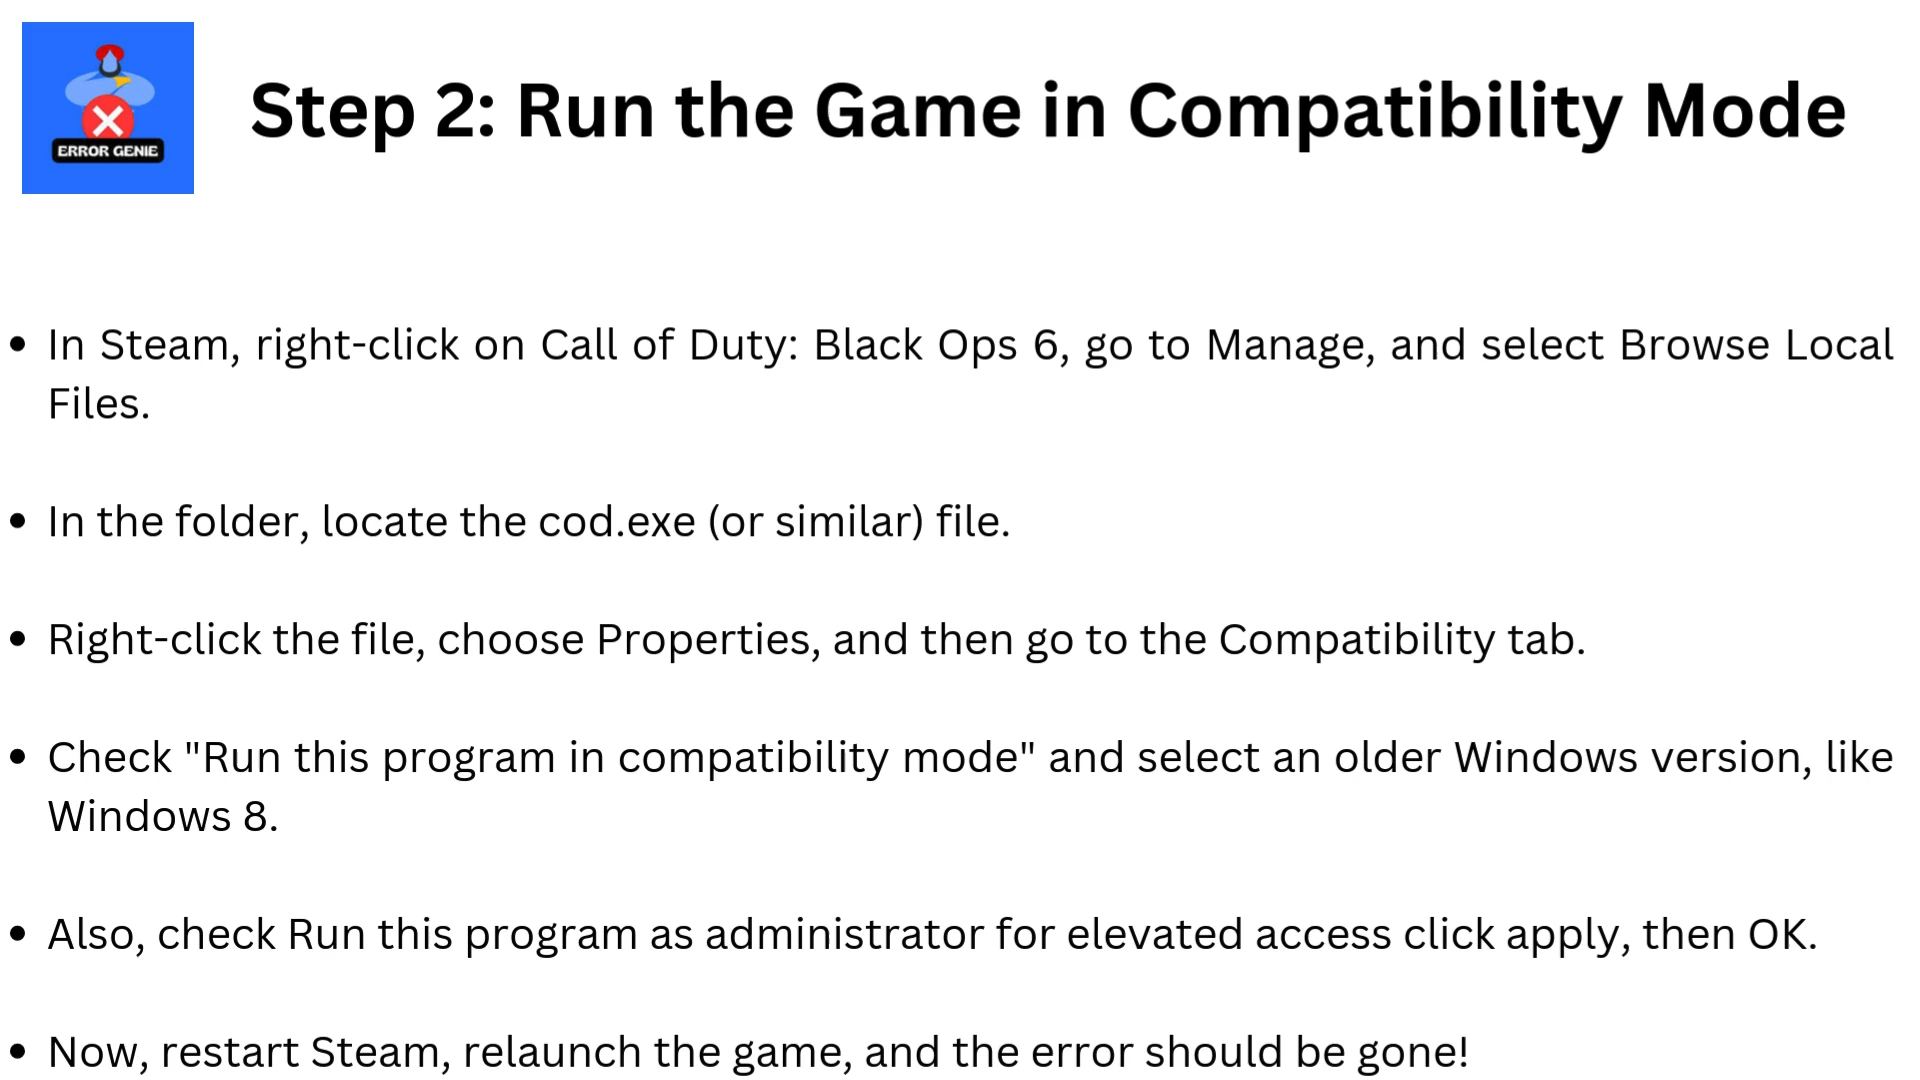 ERROR GENIE
Step 2: Run the Game in Compatibility Mode
• In Steam, right-click on Call of Duty: Black Ops 6, go to Manage, and select Browse Local
Files.
• In the folder, locate the cod.exe (or similar) file.
• Right-click the file, choose Properties, and then go to the Compatibility tab.
• Check "Run this program in compatibility mode" and select an older Windows version, like
Windows 8.
• Also, check Run this program as administrator for elevated access click apply, then OK.
• Now, restart Steam, relaunch the game, and the error should be gone!